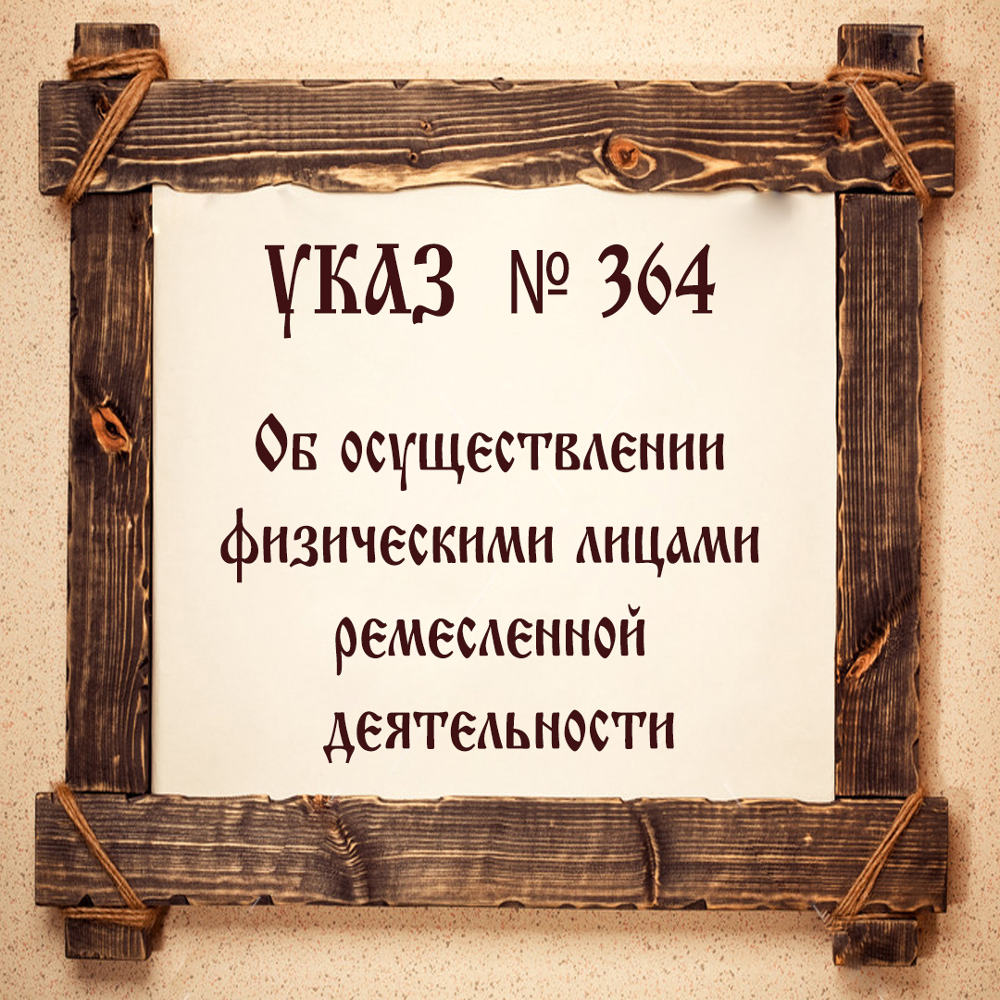 УКАЗ № 364
Об осуществлении
физическими лицами
ремесленной
деятельности